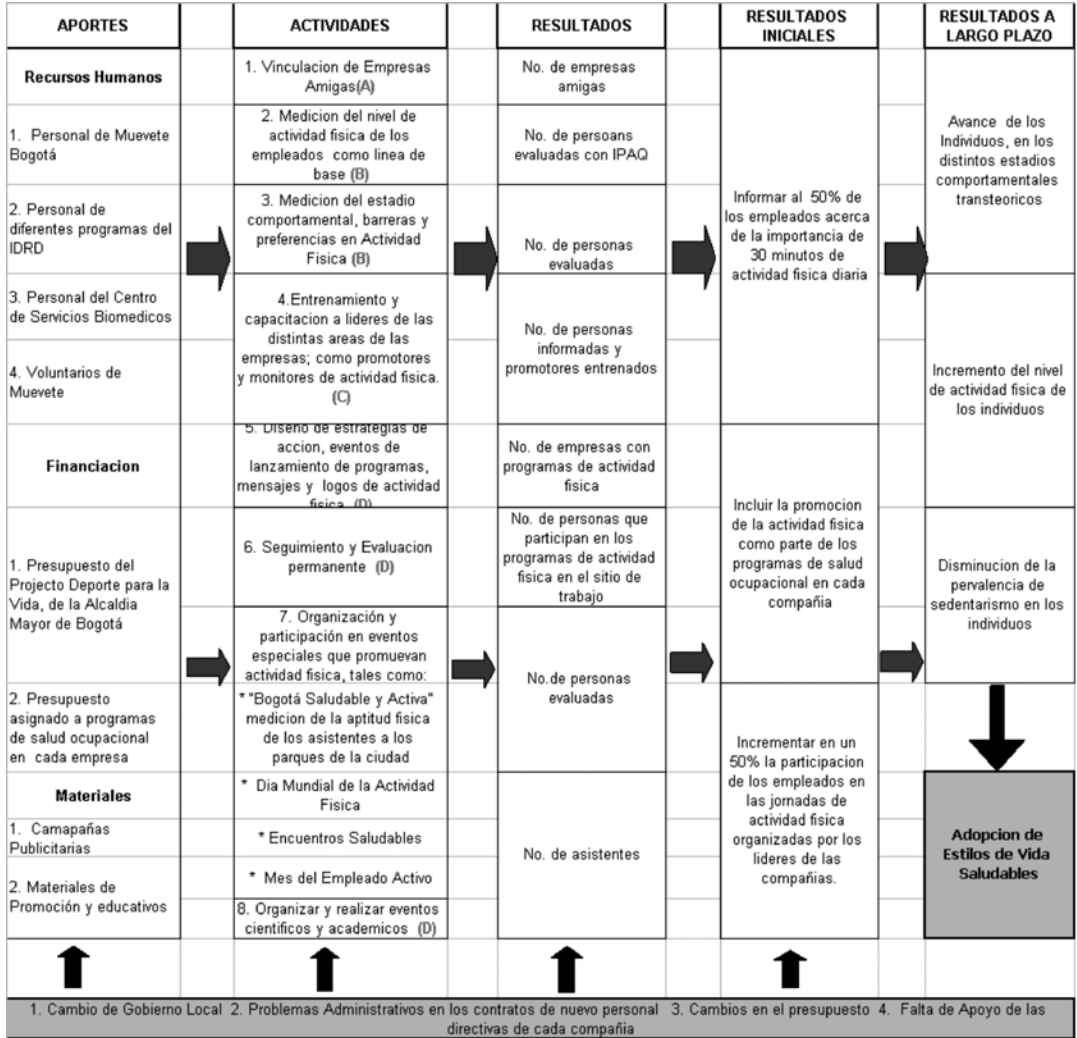 APORTES
ACTIVIDADES
RESULTADOS
RESULTADOS
INICIALES
RESULTADOS A
LARGO PLAZO
Recursos Humanos
1. Personal de Muevete
Bogotá
2. Personal de
diferentes programas del
IDRD
3. Personal del Centro
de Servicios Biomedicos
4. Voluntarios de
Muevete
Financiacion
1. Presupuesto del
Projecto Deporte para la
Vida, de la Alcaldia
Mayor de Bogotá
2. Presupuesto
asignado a programas
de salud ocupacional
en cada empresa
Materiales
1. Camapañas
Publicitarias
2. Materiales de
Promoción y educativos
1. Vinculacion de Empresas
Amigas(A)
2. Medicion del nivel de
actividad fisica de los
empleados como linea de
base (B)
3. Medicion del estadio
comportamental, barreras y
preferencias en Actividad
Fisica (B)
4.Entrenamiento y
capacitacion a lideres de las
distintas areas de las
empresas; como promotores
y monitores de actividad fisica.
(C)
5. Diseno de estrategias de
accion, eventos de
lanzamiento de programas,
mensajes y logos de actividad
fisica (D)
6. Seguimiento y Evaluacion
permanente (D)
7. Organización y
participación en eventos
especiales que promuevan
actividad fisica, tales como:
* "Bogotá Saludable y Activa"
medicion de la aptitud fisica
de los asistentes a los
parques de la ciudad
* Dia Mundial de la Actividad
Fisica
* Encuentros Saludables
* Mes del Empleado Activo
8. Organizar y realizar eventos
cientificos y academicos (D)
No. de empresas
amigas
No. de persoans
evaluadas con IPAQ
No. de personas
evaluadas
No. de personas
informadas y
promotores entrenados
No. de empresas con
programas de actividad
fisica
No. de personas que
participan en los
programas de actividad
fisica en el sitio de
trabajo
No.de personas
evaluadas
No. de asistentes
Informar al 50% de
los empleados acerca
de la importancia de
30 minutos de
actividad fisica diaria
Incluir la promocion
de la actividad fisica
como parte de los
programas de salud
ocupacional en cada
compañia
Incrementar en un
50% la participacion
de los empleados en
las jornadas de
actividad fisica
organizadas por los
lideres de las
compañias.
Avance de los
Individuos, en los
distintos estadios
comportamentales
transteoricos
Incremento del nivel
de actividad fisica de
los individuos
Disminucion de la
pervalencia de
sedentarismo en los
individuos
Adopcion de
Estilos de Vida
Saludables
1. Cambio de Gobierno Local 2. Problemas Administrativos en los contratos de nuevo personal 3. Cambios en el presupuesto 4. Falta de Apoyo de las
directivas de cada compañia